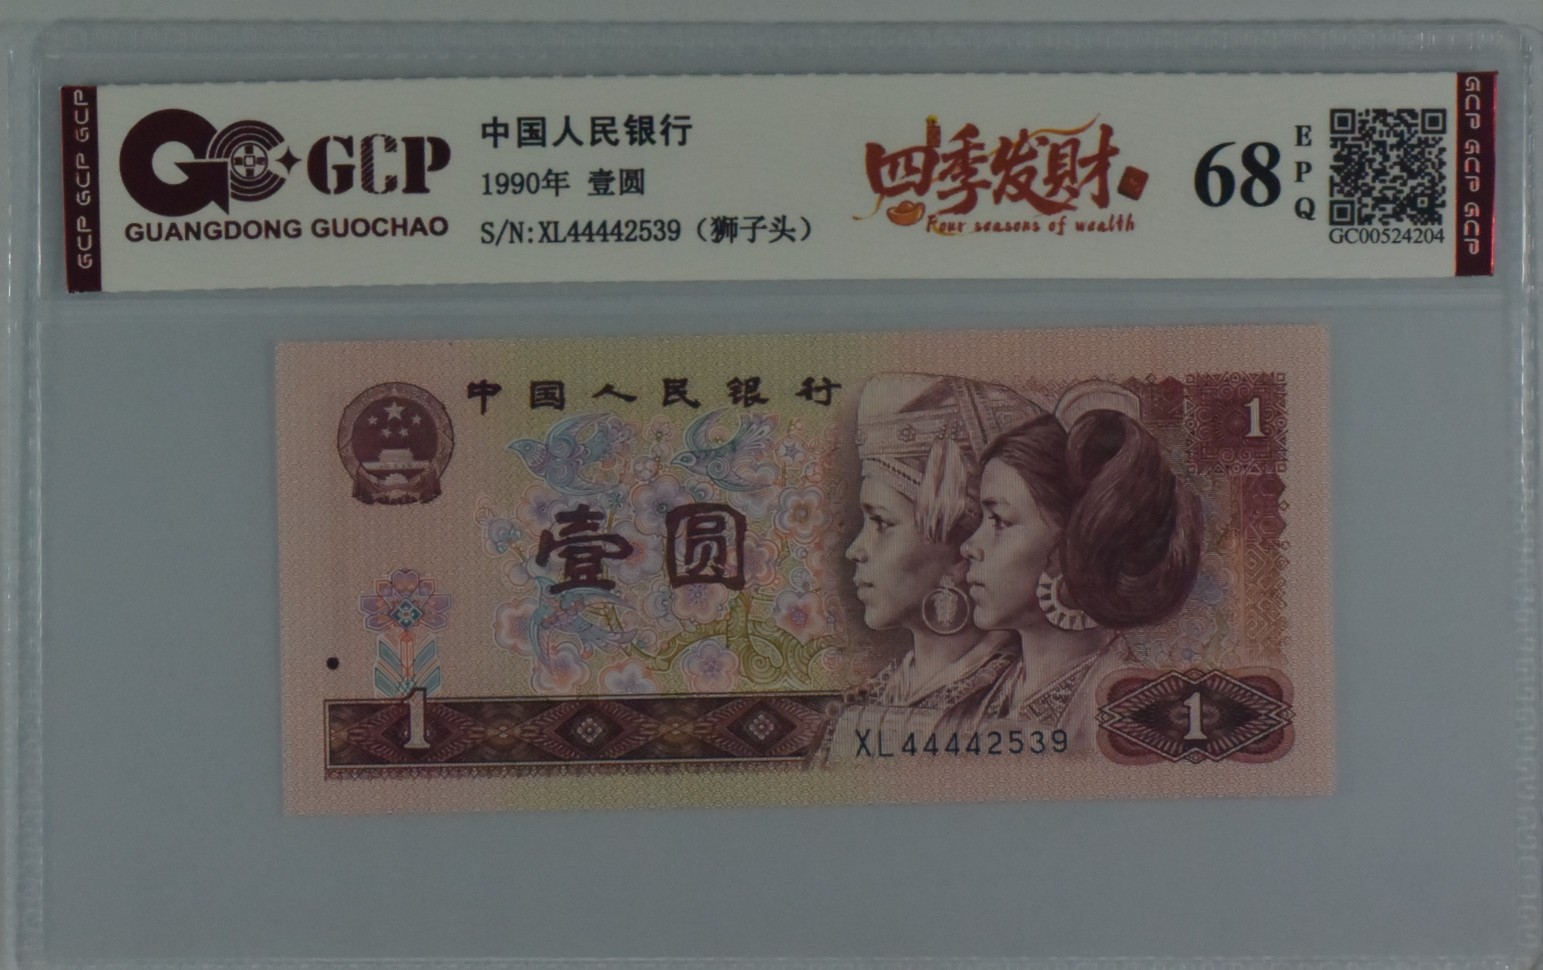 GCP GCP GCP
GCP
GUANGDONG GUOCHAO
中国人民银行
1990年 壹圆
S/N:XL44442539（狮子头）
四季发財
Four seasons of wealth
68
EPQ
GC00524204
GCP GCP GCP
中国人民银行
1
壹圆
1
XL44442539
1